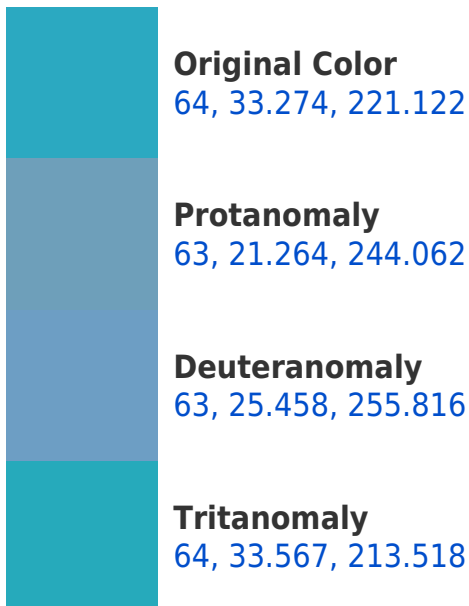 Original Color
64, 33.274, 221.122
Protanomaly
63, 21.264, 244.062
Deuteranomaly
63, 25.458, 255.816
Tritanomaly
64, 33.567, 213.518